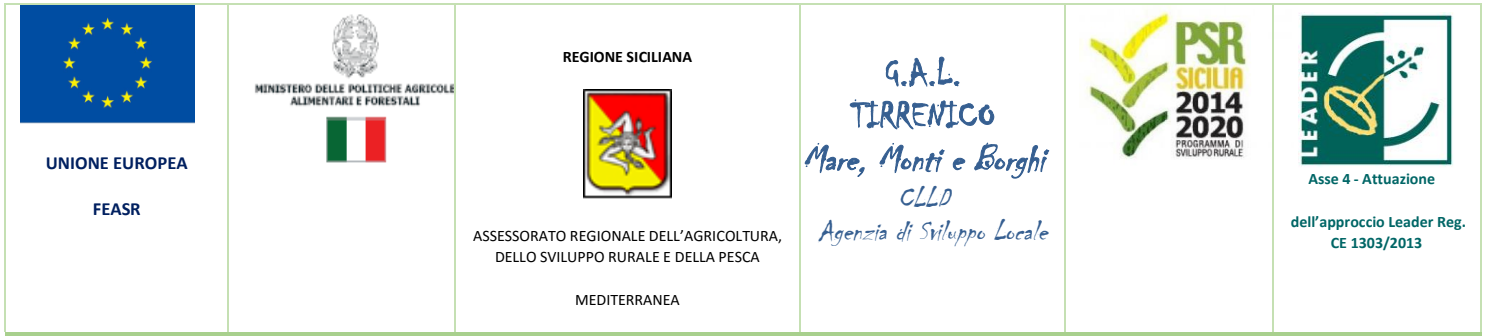 UNIONE EUROPEA
FEASR
MINISTERO DELLE POLITICHE AGRICOLE
ALIMENTARI E FORESTALI
REGIONE SICILIANA
ASSESSORATO REGIONALE DELL’AGRICOLTURA,
DELLO SVILUPPO RURALE E DELLA PESCA
MEDITERRANEA
G.A.L.
TIRRENICO
Mare, Monti e Borghi
CLLD
Agenzia di Sviluppo Locale
PSR
SICILIA
2014
2020
PROGRAMMA DI
SVILUPPO RURALE
LEADER
Asse 4 - Attuazione
dell’approccio Leader Reg.
CE 1303/2013